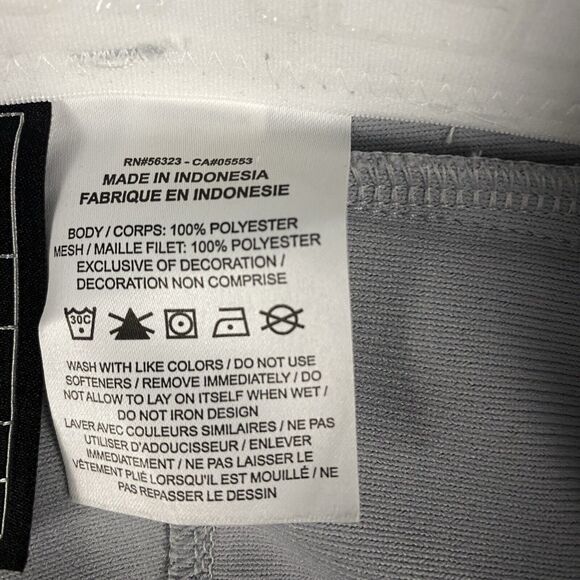 RN#56323 - CA#05553
MADE IN INDONESIA
FABRIQUE EN INDONESIE
BODY / CORPS: 100% POLYESTER
MESH / MAILLE FILET: 100% POLYESTER
EXCLUSIVE OF DECORATION /
DECORATION NON COMPRISE
30C
WASH WITH LIKE COLORS / DO NOT USE
SOFTENERS / REMOVE IMMEDIATELY / DO
NOT ALLOW TO LAY ON ITSELF WHEN WET /
DO NOT IRON DESIGN
LAVER AVEC COULEURS SIMILAIRES / NE PAS
UTILISER D'ADOUCISSEUR / ENLEVER
IMMEDIATEMENT / NE PAS LAISSER LE
VÊTEMENT PLIÉ LORSQU'IL EST MOUILLÉ / NE
PAS REPASSER LE DESSIN